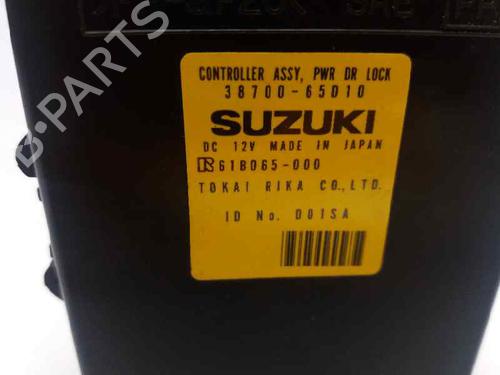 CONTROLLER ASSY, PWR DR LOCK
38700-65D10
SUZUKI
DC 12V MADE IN JAPAN
61B065-000
TOKAI RIKA CO., LTD.
ID No. D01SA
B-PARTS